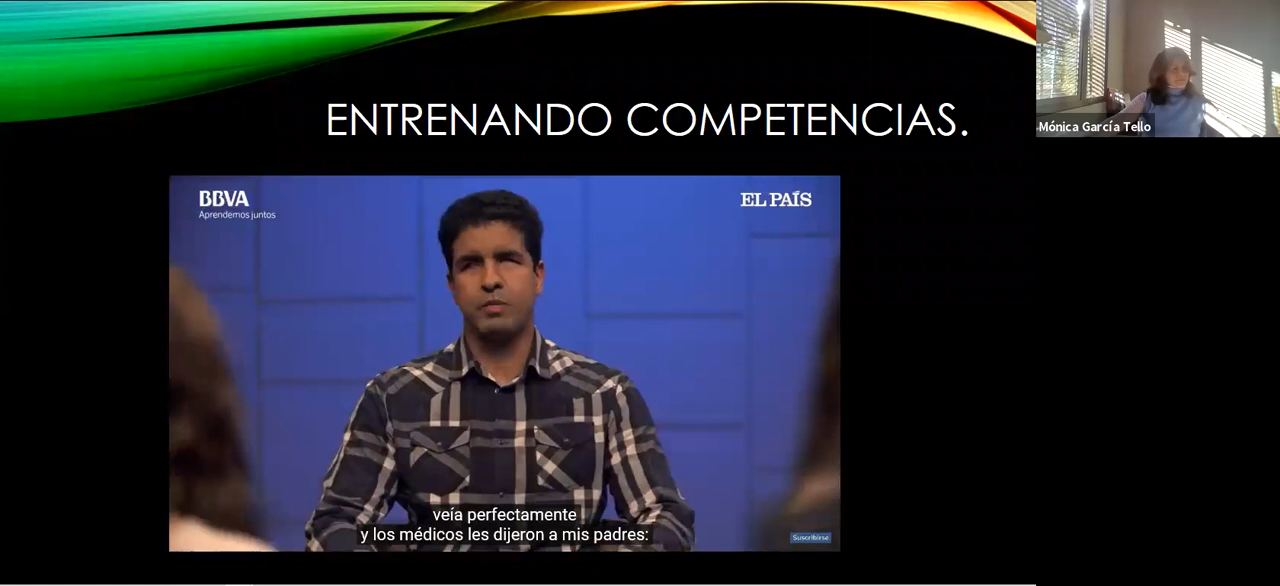 ENTRENANDO COMPETENCIAS.
Mónica García Tello
BBVA
Aprendemos juntos
EL PAÍS
veía perfectamente
y los médicos les dijeron a mis padres:
Suscribirse